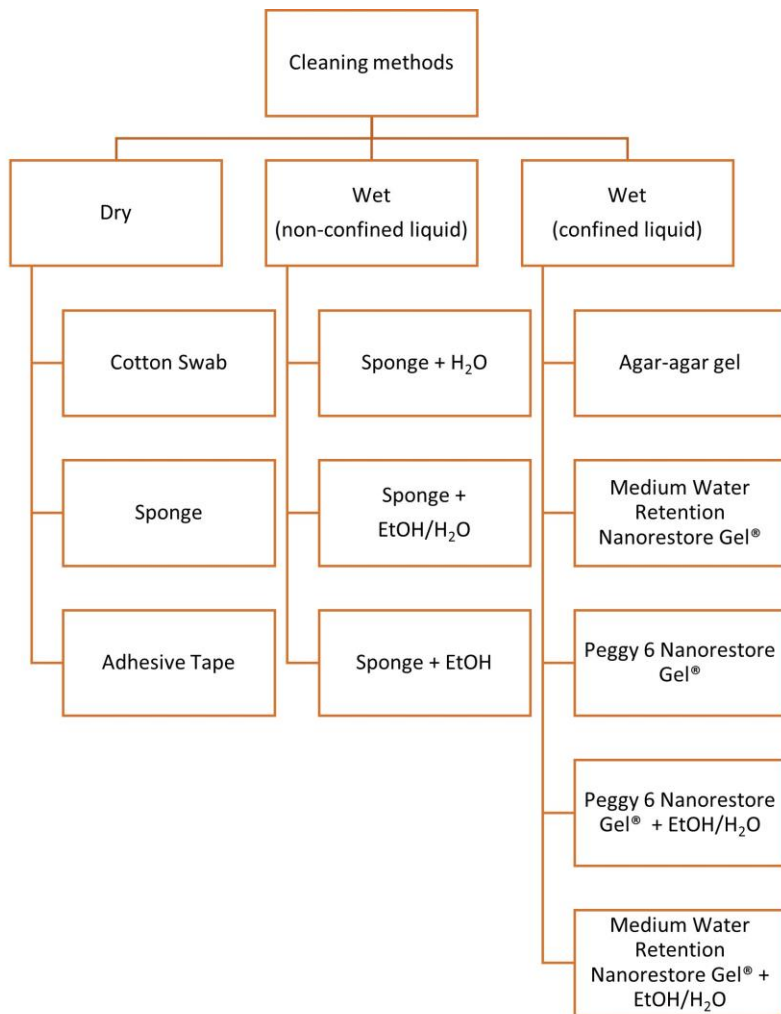 Cleaning methods
Dry
Wet
(non-confined liquid)
Wet
(confined liquid)
Cotton Swab
Sponge
Adhesive Tape
Sponge + H₂O
Sponge +
EtOH/H₂O
Sponge + EtOH
Agar-agar gel
Medium Water
Retention
Nanorestore Gel®
Peggy 6 Nanorestore
Gel®
Peggy 6 Nanorestore
Gel® + EtOH/H₂O
Medium Water
Retention
Nanorestore Gel® +
EtOH/H₂O